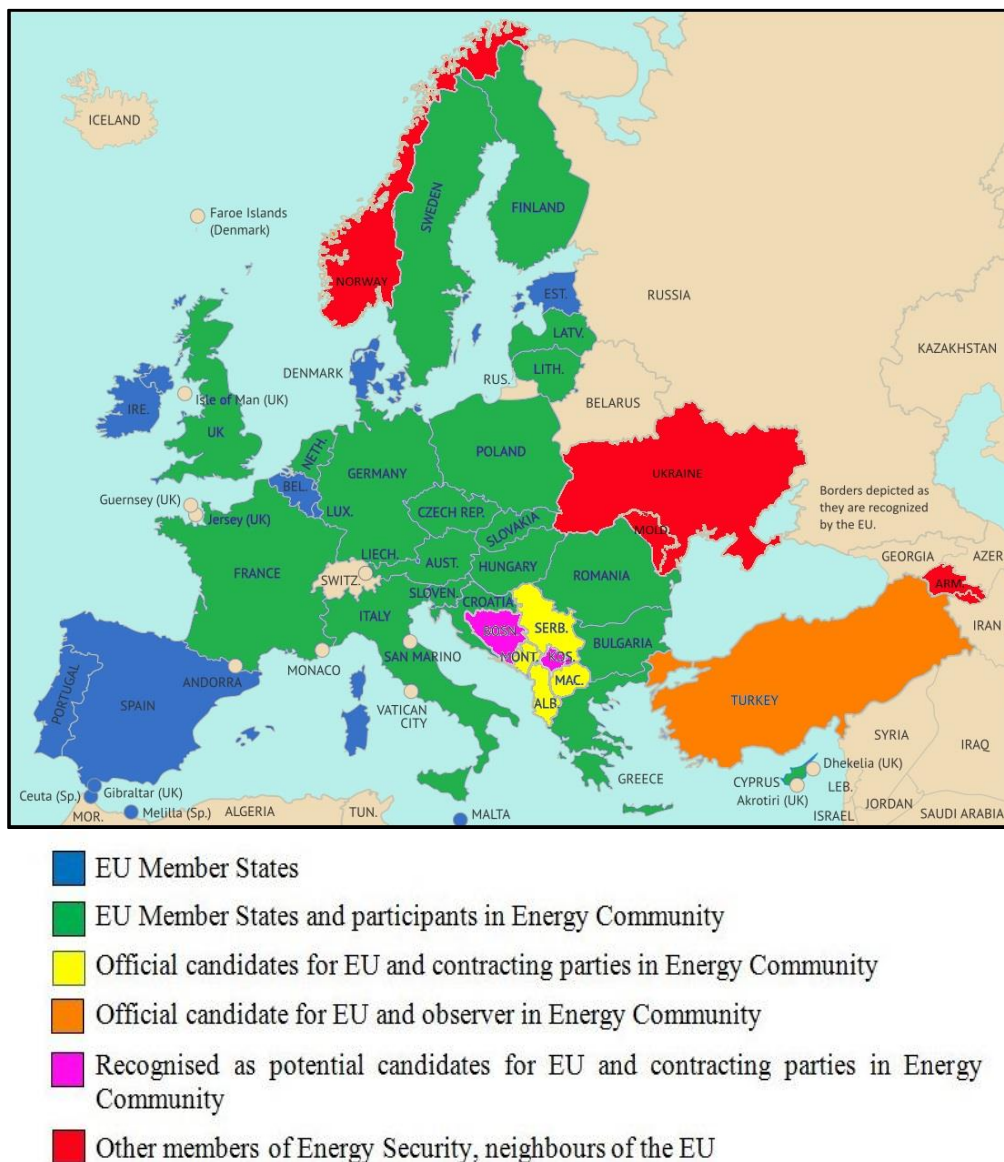 ICELAND
Faroe Islands
(Denmark)
SWEDEN
FINLAND
NORWAY
RUSSIA
EST.
LATV.
LITH.
RUS.
DENMARK
KAZAKHSTAN
BELARUS
IRE.
Isle of Man (UK)
UK
NETH.
GERMANY
POLAND
BEL.
LUX.
UKRAINE
Guernsey (UK)
Jersey (UK)
CZECH REP.
SLOVAKIA
MOLD.
Borders depicted as
they are recognized
by the EU.
FRANCE
LIECH.
SWITZ.
AUST.
HUNGARY
ROMANIA
GEORGIA
AZER
ARM.
SLOVEN.
CROATIA
ITALY
BOSN.
SERB.
BULGARIA
IRAN
MONACO
SAN MARINO
MONT.
KOS.
MAC.
ANDORRA
PORTUGAL
SPAIN
VATICAN
CITY
ALB.
TURKEY
GREECE
SYRIA
IRAQ
CYPRUS
Dhekelia (UK)
Akrotiri (UK)
LEB.
Ceuta (Sp.)
Gibraltar (UK)
MOR.
Melilla (Sp.)
ALGERIA
TUN.
MALTA
ISRAEL
JORDAN
SAUDI ARABIA
EU Member States
EU Member States and participants in Energy Community
Official candidates for EU and contracting parties in Energy Community
Official candidate for EU and observer in Energy Community
Recognised as potential candidates for EU and contracting parties in Energy
Community
Other members of Energy Security, neighbours of the EU